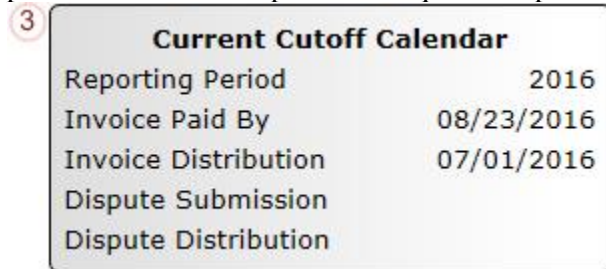 3
Current Cutoff Calendar
Reporting Period 2016
Invoice Paid By 08/23/2016
Invoice Distribution 07/01/2016
Dispute Submission
Dispute Distribution